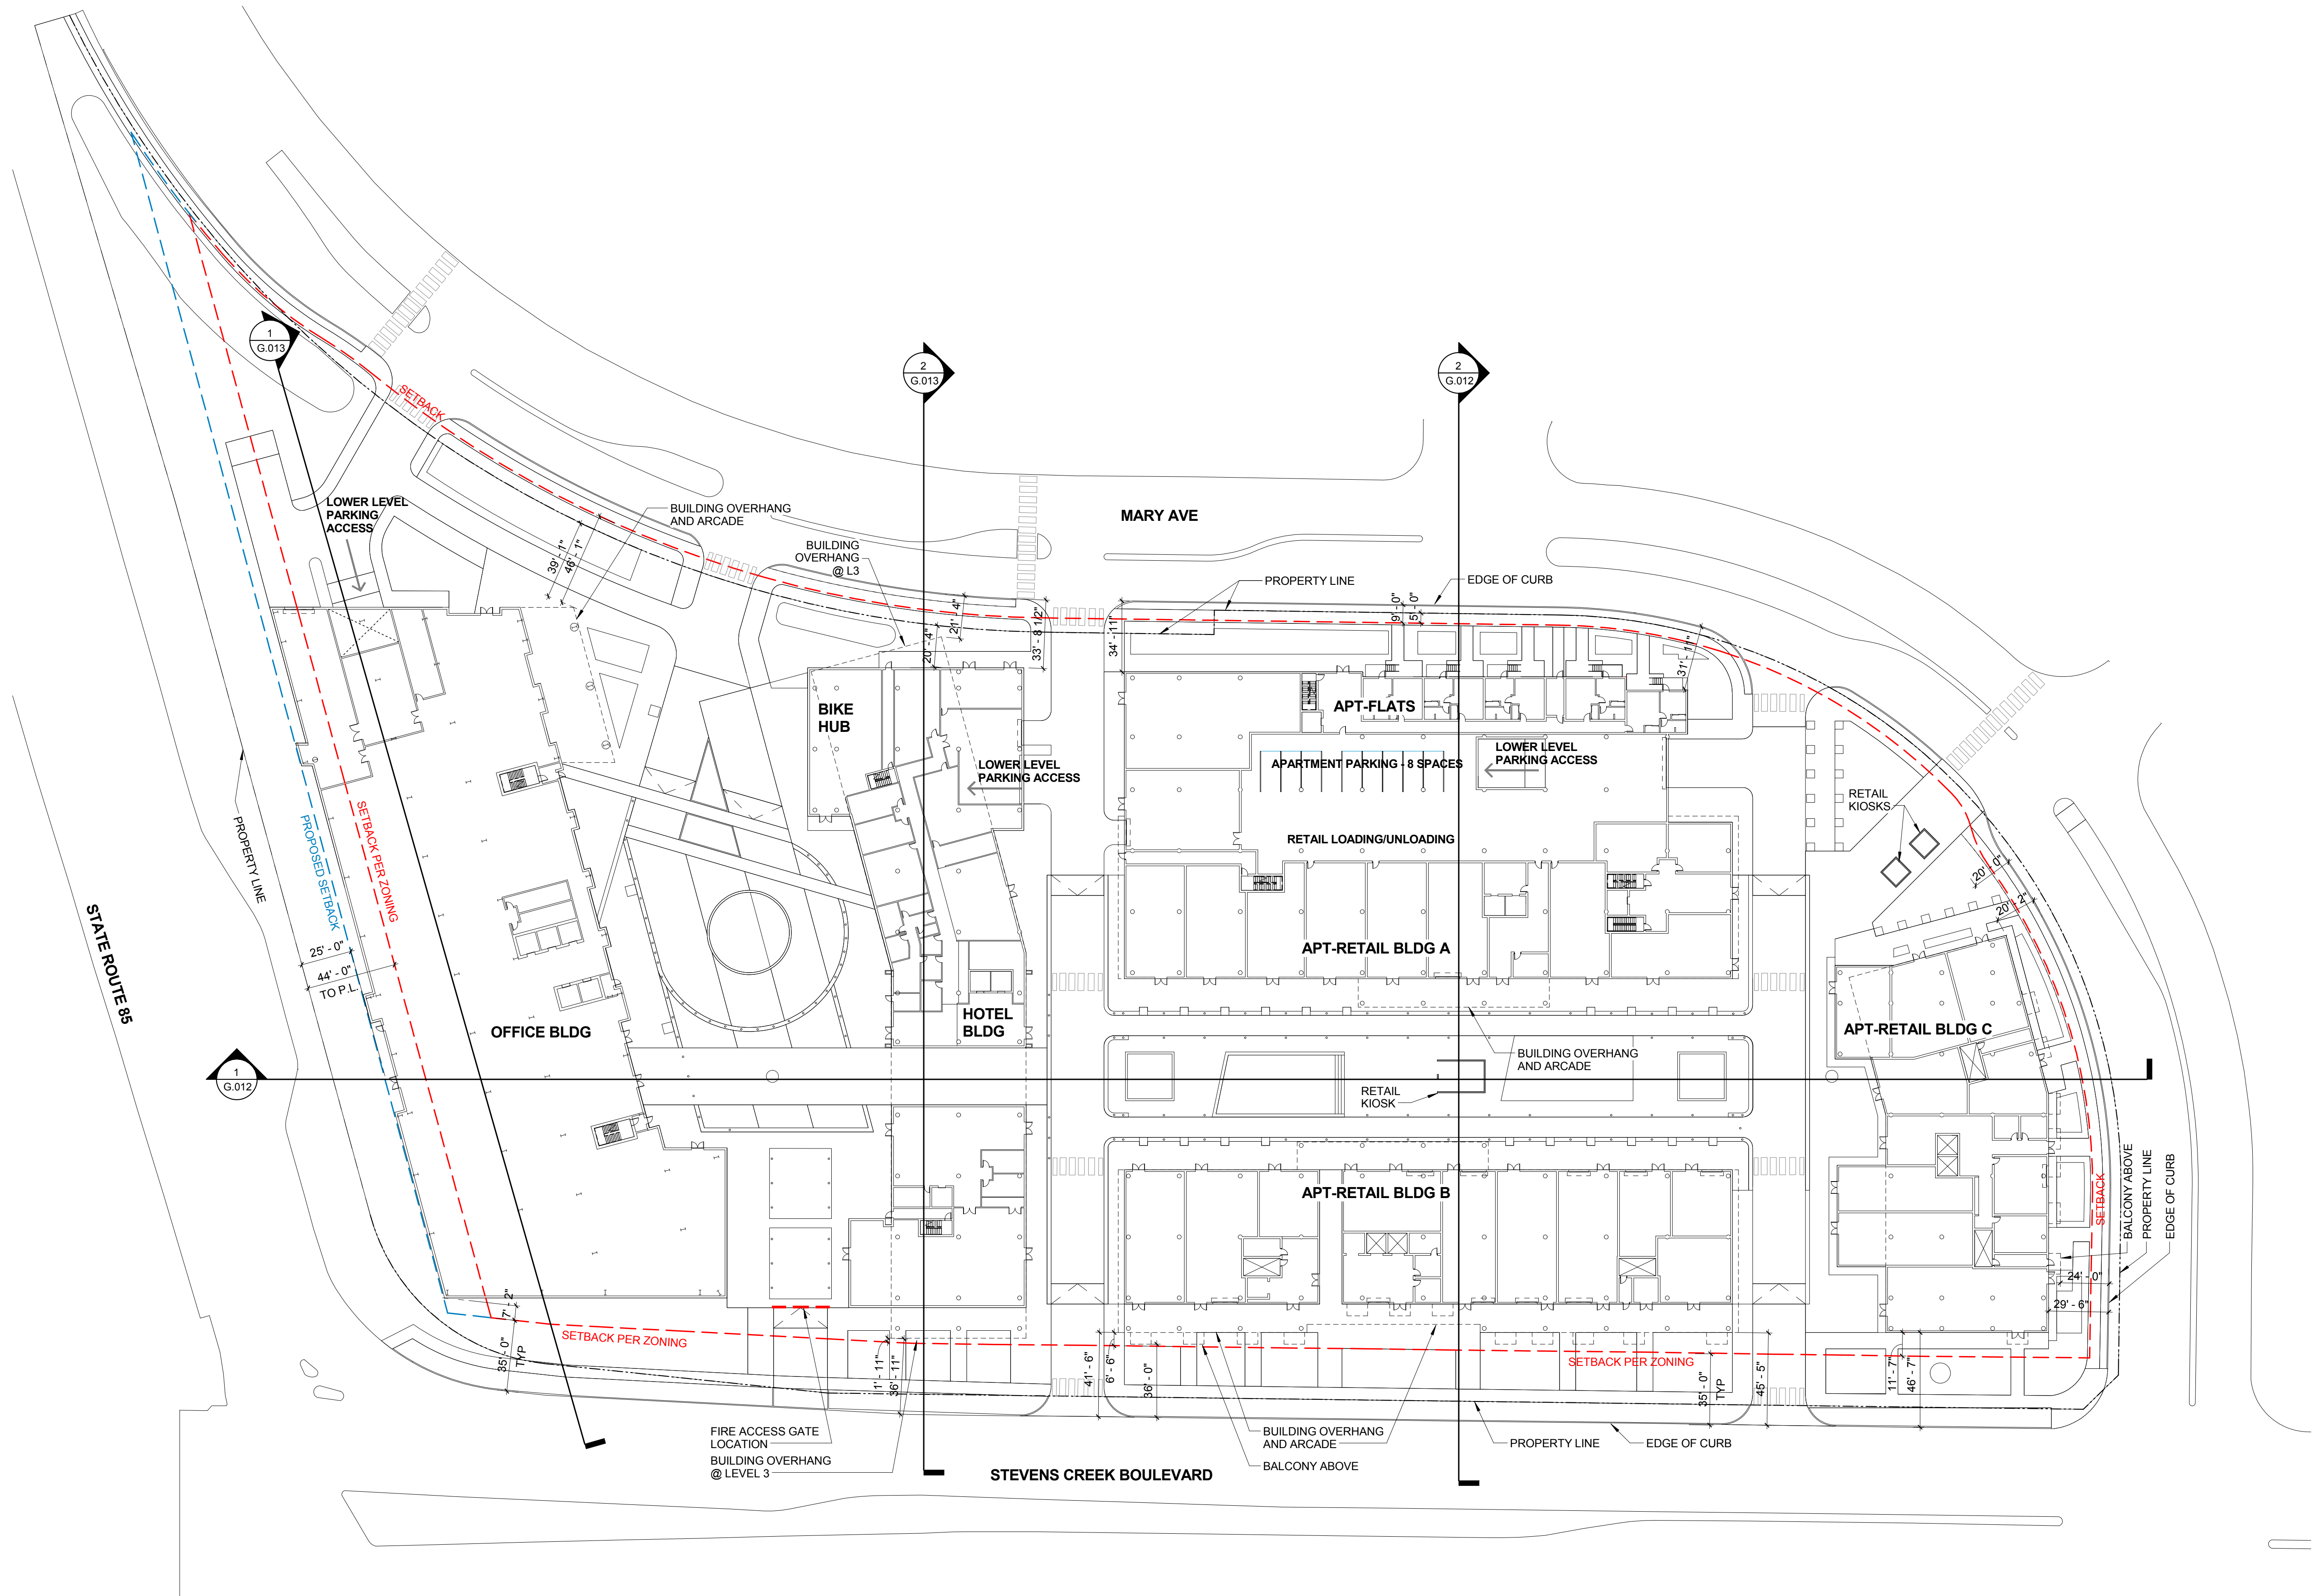 1
G.013
2
G.013
2
G.012
SETBACK
LOWER LEVEL
PARKING
ACCESS
BUILDING OVERHANG
AND ARCADE
MARY AVE
39' - 1"
46' - 1"
BUILDING
OVERHANG
@ L3
PROPERTY LINE
EDGE OF CURB
21' - 4"
20' - 4"
33' - 8 1/2"
34' - 11"
9' - 0"
5' - 0"
31' - 11"
BIKE
HUB
APT-FLATS
LOWER LEVEL
PARKING ACCESS
APARTMENT PARKING - 8 SPACES
LOWER LEVEL
PARKING ACCESS
RETAIL
KIOSKS
RETAIL LOADING/UNLOADING
PROPERTY LINE
PROPOSED SETBACK
SETBACK PER ZONING
20' - 0"
20' - 2"
STATE ROUTE 85
25' - 0"
44' - 0"
TO P.L.
APT-RETAIL BLDG A
OFFICE BLDG
HOTEL
BLDG
APT-RETAIL BLDG C
BUILDING OVERHANG
AND ARCADE
1
G.012
RETAIL
KIOSK
APT-RETAIL BLDG B
SETBACK
BALCONY ABOVE
PROPERTY LINE
EDGE OF CURB
24' - 0"
29' - 6"
7' - 2"
35' - 0"
TYP
SETBACK PER ZONING
1' - 11"
36' - 11"
41' - 6"
6' - 6"
36' - 0"
SETBACK PER ZONING
35' - 0"
TYP
45' - 5"
11' - 7"
46' - 7"
FIRE ACCESS GATE
LOCATION
BUILDING OVERHANG
@ LEVEL 3
BUILDING OVERHANG
AND ARCADE
BALCONY ABOVE
PROPERTY LINE
EDGE OF CURB
STEVENS CREEK BOULEVARD